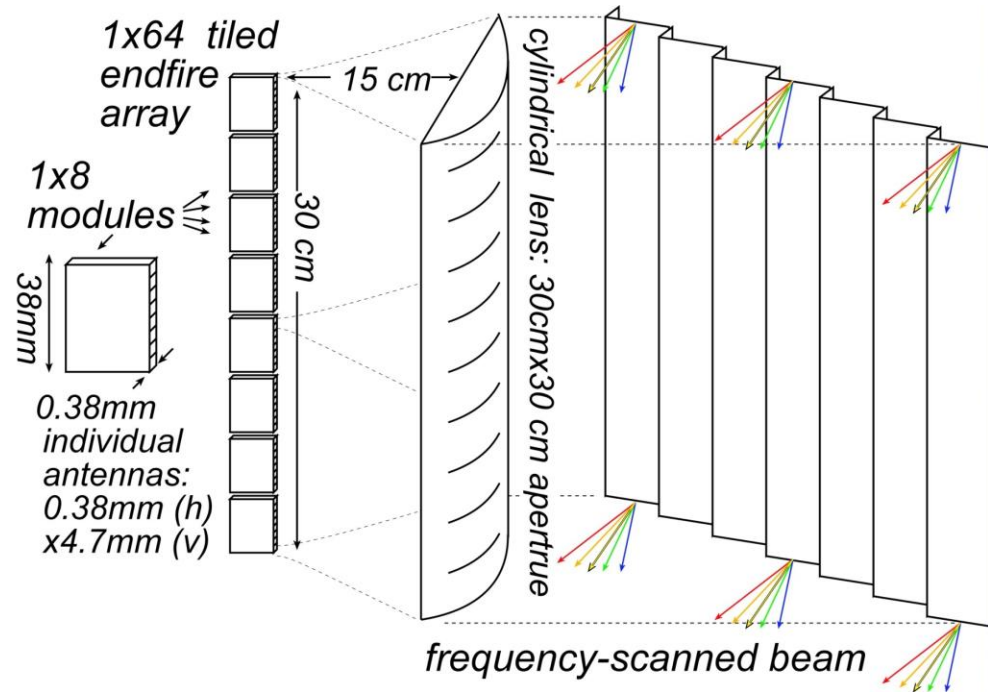 1x64 tiled
endfire
array
15 cm
1x8
modules
30 cm
38mm
0.38mm
individual
antennas:
0.38mm (h)
x4.7mm (v)
cylindrical lens: 30cmx30 cm apertrue
frequency-scanned beam